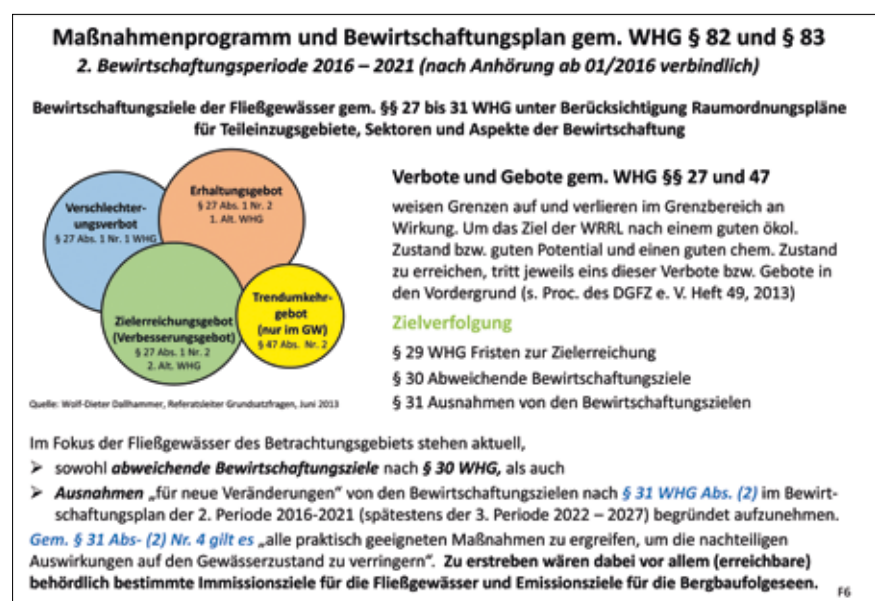 Maßnahmenprogramm und Bewirtschaftungsplan gem. WHG § 82 und § 83
2. Bewirtschaftungsperiode 2016 – 2021 (nach Anhörung ab 01/2016 verbindlich)
Bewirtschaftungsziele der Fließgewässer gem. §§ 27 bis 31 WHG unter Berücksichtigung Raumordnungspläne
für Teileinzugsgebiete, Sektoren und Aspekte der Bewirtschaftung
Verschlechter-
ungsverbot
§ 27 Abs. 1 Nr. 1 WHG
Erhaltungsgebot
§ 27 Abs. 1 Nr. 2
1. Alt. WHG
Zielerreichungsgebot
(Verbesserungsgebot)
§ 27 Abs. 1 Nr. 2
2. Alt. WHG
Trendumkehr-
gebot
(nur im GW)
§ 47 Abs. Nr. 2
Quelle: Wolf-Dieter Dallhammer, Referatsleiter Grundsatzfragen, Juni 2013
Verbote und Gebote gem. WHG §§ 27 und 47
weisen Grenzen auf und verlieren im Grenzbereich an
Wirkung. Um das Ziel der WRRL nach einem guten ökol.
Zustand bzw. guten Potential und einen guten chem. Zustand
zu erreichen, tritt jeweils eins dieser Verbote bzw. Gebote in
den Vordergrund (s. Proc. des DGFZ e. V. Heft 49, 2013)
Zielverfolgung
§ 29 WHG Fristen zur Zielerreichung
§ 30 Abweichende Bewirtschaftungsziele
§ 31 Ausnahmen von den Bewirtschaftungszielen
Im Fokus der Fließgewässer des Betrachtungsgebiets stehen aktuell,
➢ sowohl abweichende Bewirtschaftungsziele nach § 30 WHG, als auch
➢ Ausnahmen „für neue Veränderungen" von den Bewirtschaftungszielen nach § 31 WHG Abs. (2) im Bewirt-
schaftungsplan der 2. Periode 2016-2021 (spätestens der 3. Periode 2022 – 2027) begründet aufzunehmen.
Gem. § 31 Abs- (2) Nr. 4 gilt es „alle praktisch geeigneten Maßnahmen zu ergreifen, um die nachteiligen
Auswirkungen auf den Gewässerzustand zu verringern". Zu erstreben wären dabei vor allem (erreichbare)
behördlich bestimmte Immissionsziele für die Fließgewässer und Emissionsziele für die Bergbaufolgeseen.
F6